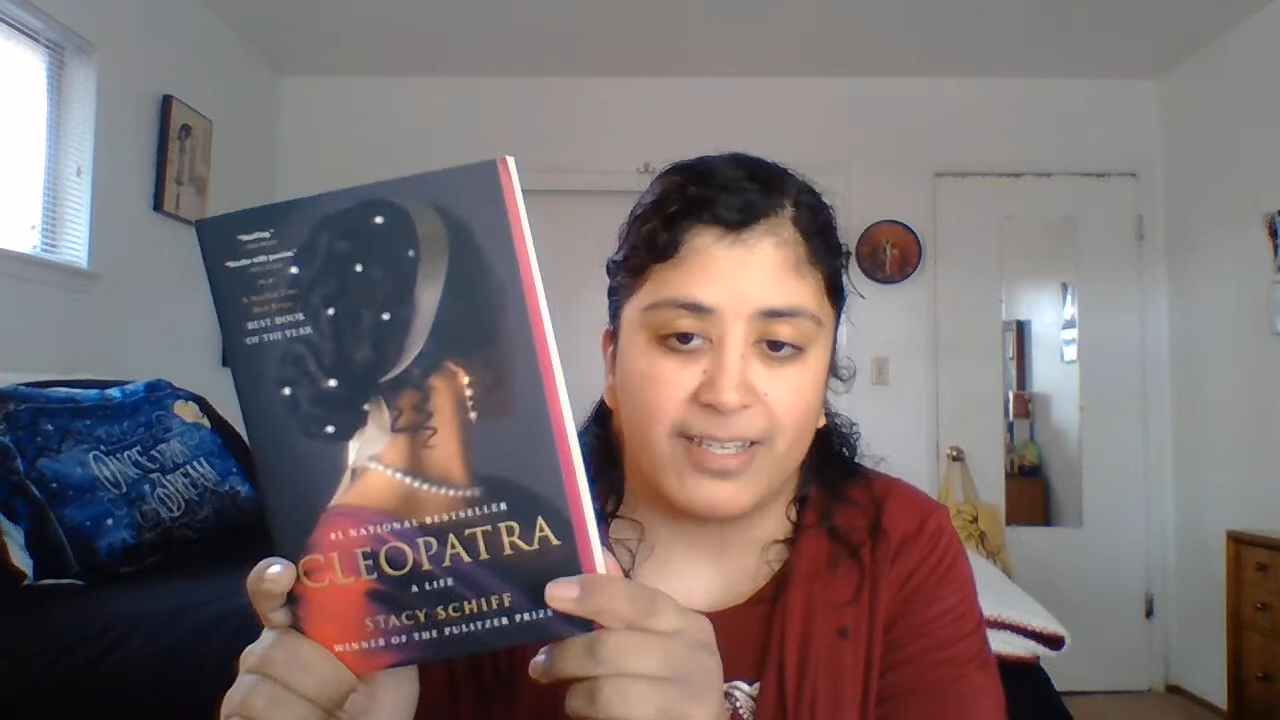 BEST BOOK
OF THE YEAR
#1 NATIONAL BESTSELLER
CLEOPATRA
A LIFE
STACY SCHIFF
WINNER OF THE PULITZER PRIZE
ONCE UPON
A DREAM